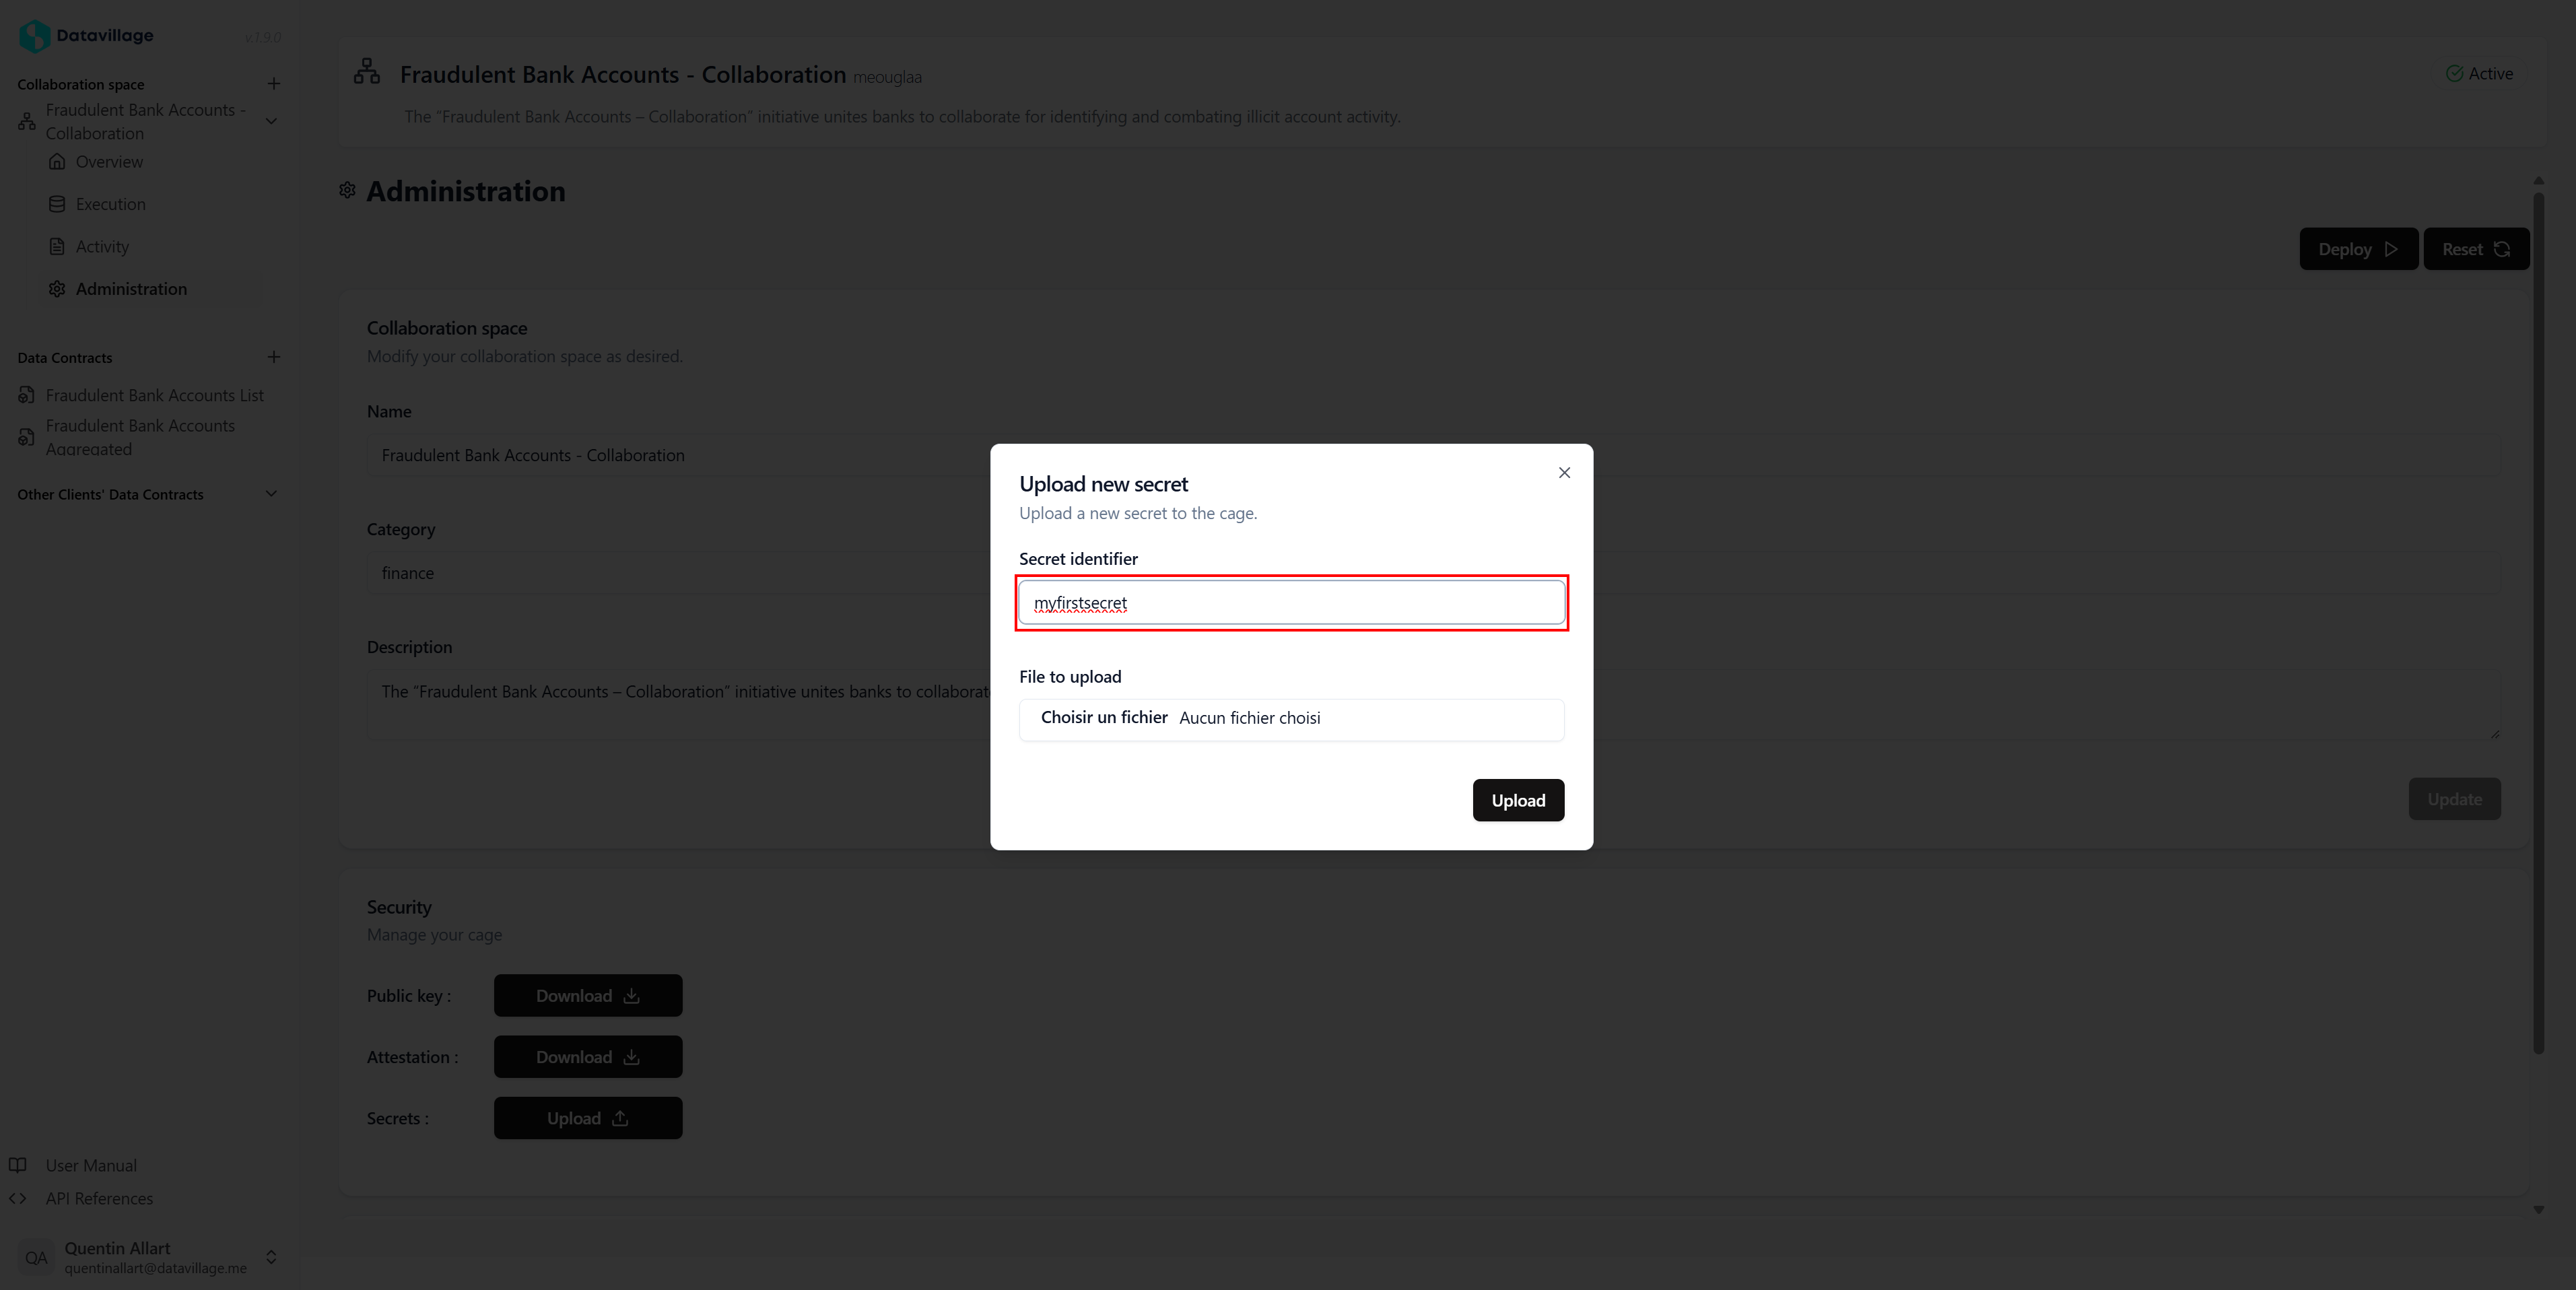 Datavillage
v.1.9.0
Collaboration space
Fraudulent Bank Accounts -
Collaboration
Overview
Execution
Activity
Administration
Data Contracts
Fraudulent Bank Accounts List
Fraudulent Bank Accounts
Aggregated
Other Clients' Data Contracts
User Manual
API References
QA
Quentin Allart
quentinallart@datavillage.me
Fraudulent Bank Accounts - Collaboration meouglaa
Active
The “Fraudulent Bank Accounts – Collaboration” initiative unites banks to collaborate for identifying and combating illicit account activity.
Administration
Deploy
Reset
Collaboration space
Modify your collaboration space as desired.
Name
Fraudulent Bank Accounts - Collaboration
Category
finance
Description
The “Fraudulent Bank Accounts – Collaboration” initiative unites banks to collaborat
Update
Security
Manage your cage
Public key :
Download
Attestation :
Download
Secrets :
Upload
Upload new secret
Upload a new secret to the cage.
Secret identifier
myfirstsecret
File to upload
Choisir un fichier Aucun fichier choisi
Upload